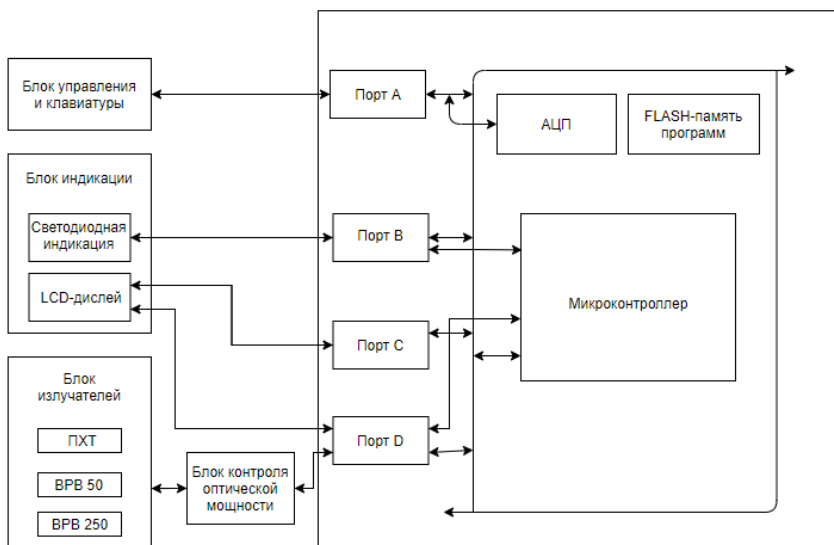 Блок управления
и клавиатуры
Порт A
АЦП
FLASH-память
программ
Блок индикации
Светодиодная
индикация
LCD-дислей
Порт B
Порт C
Микроконтроллер
Блок
излучателей
ПХТ
ВРВ 50
ВРВ 250
Блок контроля
оптической
мощности
Порт D